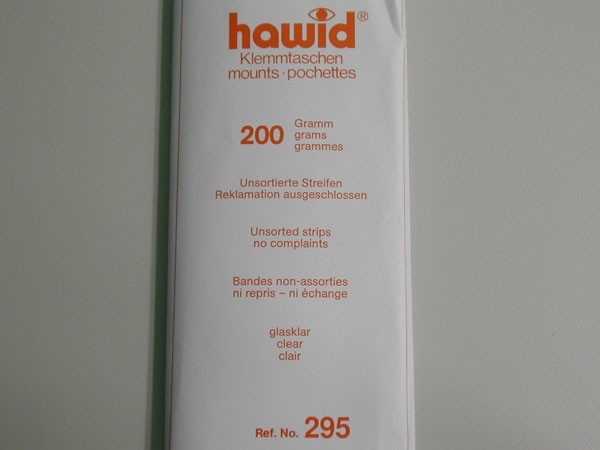 hawid®
Klemmtaschen
mounts · pochettes
200 Gramm
grams
grammes
Unsortierte Streifen
Reklamation ausgeschlossen
Unsorted strips
no complaints
Bandes non-assorties
ni repris – ni échange
glasklar
clear
clair
Ref. No. 295